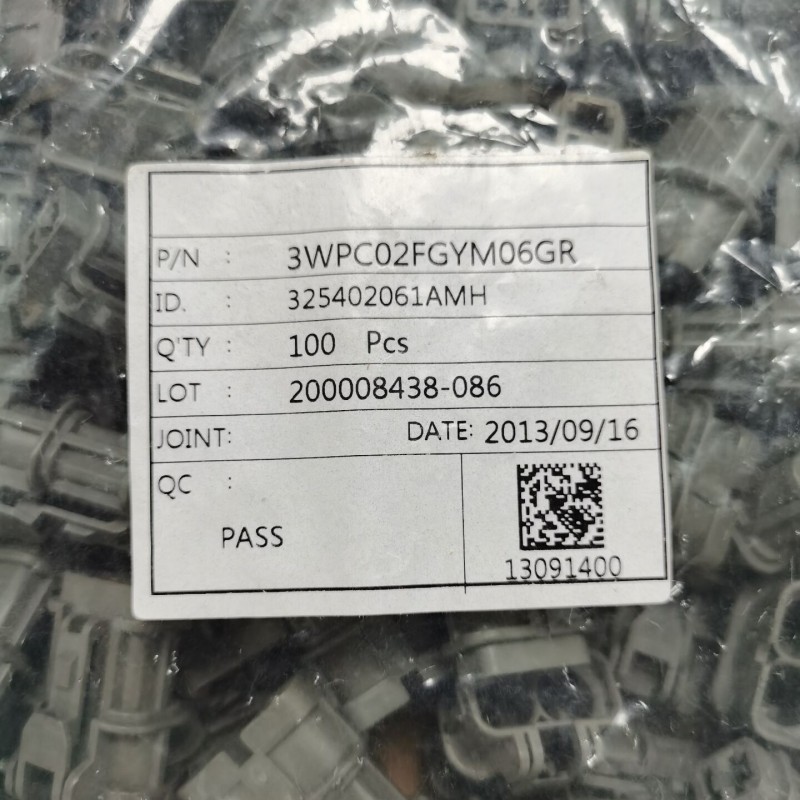 P/N : 3WPC02FGYM06GR
ID. : 325402061AMH
Q'TY : 100 Pcs
LOT : 200008438-086
JOINT: DATE: 2013/09/16
QC :
PASS
13091400